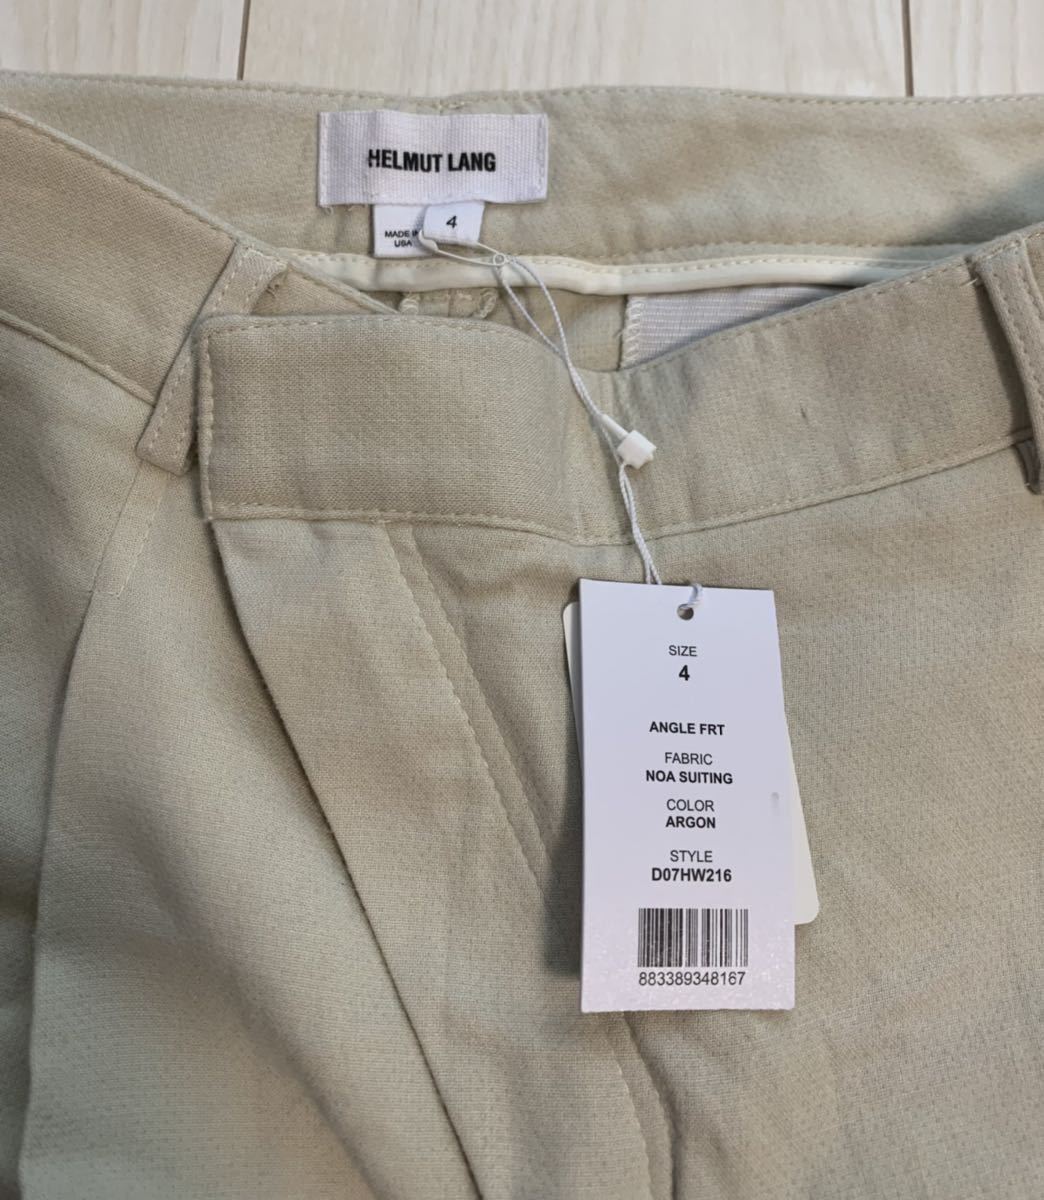 HELMUT LANG
4
MADE IN
USA
SIZE
4
ANGLE FRT
FABRIC
NOA SUITING
COLOR
ARGON
STYLE
D07HW216
883389348167